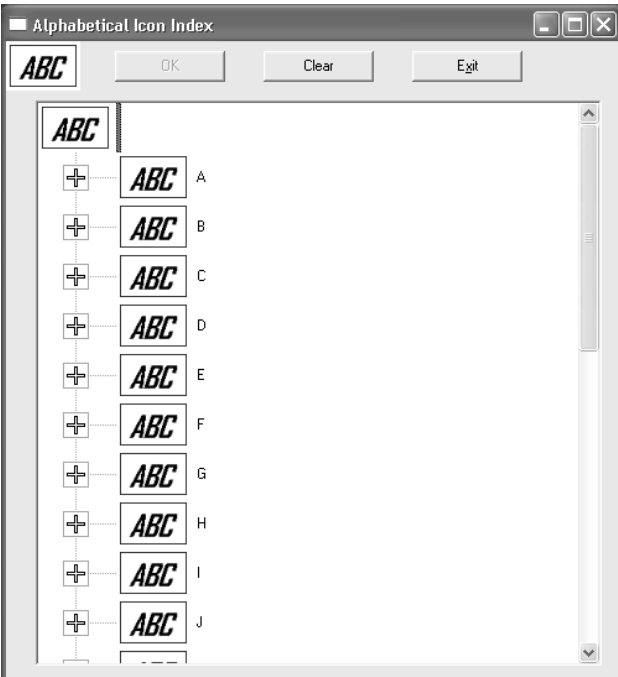 Alphabetical Icon Index
ABC OK Clear Exit
ABC
ABC A
ABC B
ABC C
ABC D
ABC E
ABC F
ABC G
ABC H
ABC I
ABC J